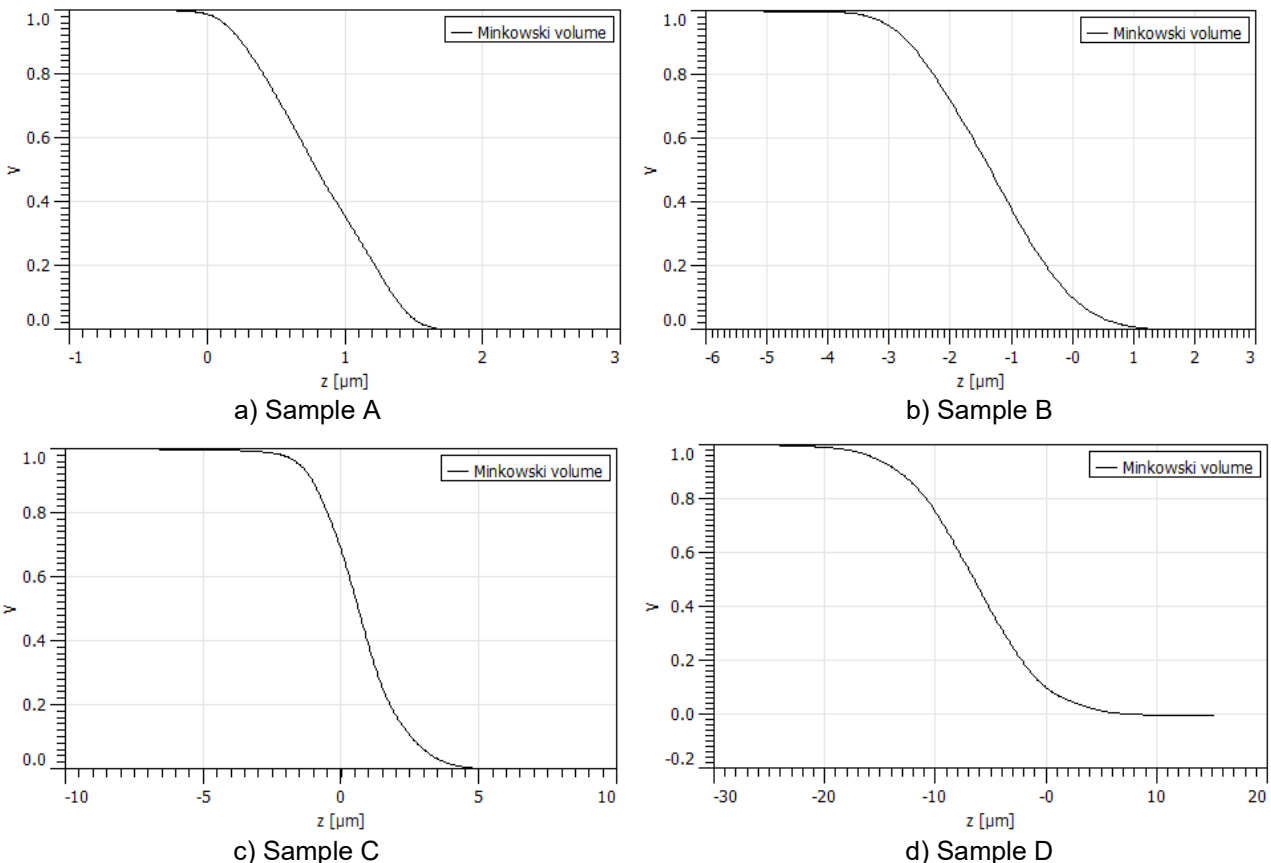 1.0
0.8
0.6
0.4
0.2
0.0
V
Minkowski volume
-1 0 1 2 3
z [µm]
a) Sample A
1.0
0.8
0.6
0.4
0.2
0.0
V
Minkowski volume
-6 -5 -4 -3 -2 -1 -0 1 2 3
z [µm]
b) Sample B
1.0
0.8
0.6
0.4
0.2
0.0
V
Minkowski volume
-10 -5 0 5 10
z [µm]
c) Sample C
1.0
0.8
0.6
0.4
0.2
0.0
-0.2
V
Minkowski volume
-30 -20 -10 -0 10 20
z [µm]
d) Sample D